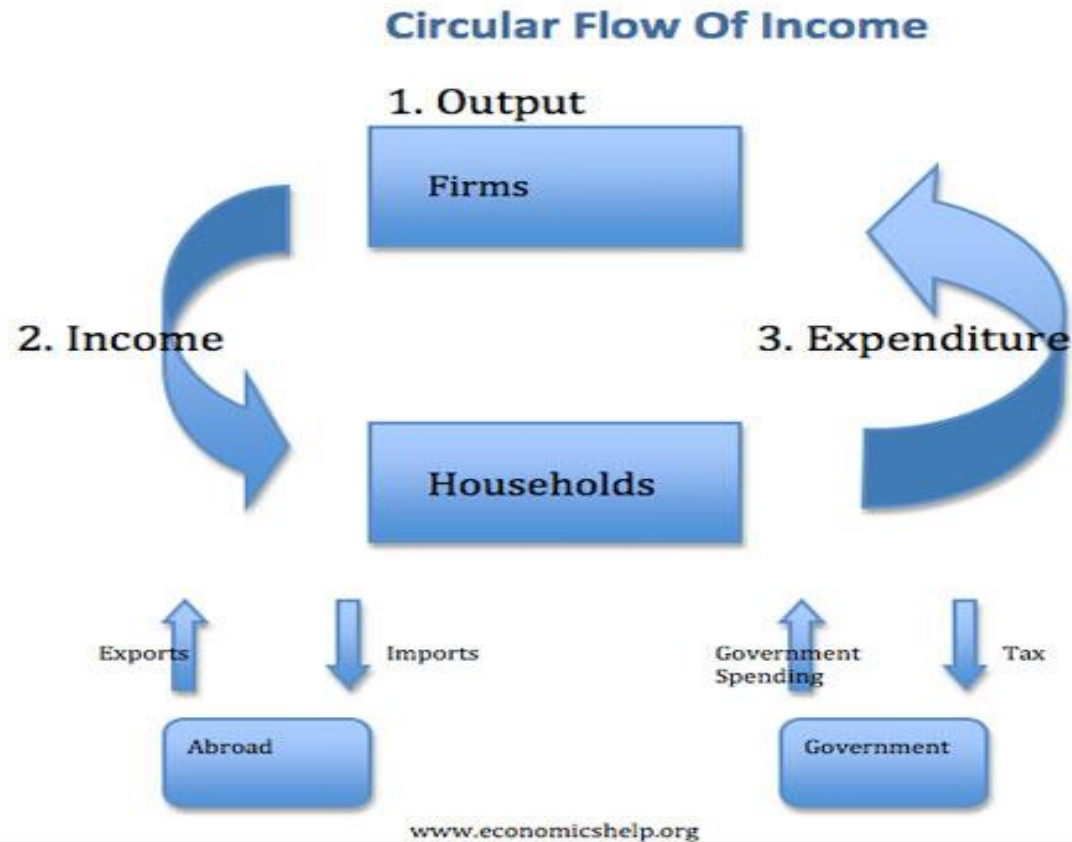 Circular Flow Of Income
1. Output
Firms
2. Income
3. Expenditure
Households
Exports
Imports
Government
Spending
Tax
Abroad
Government
www.economicshelp.org